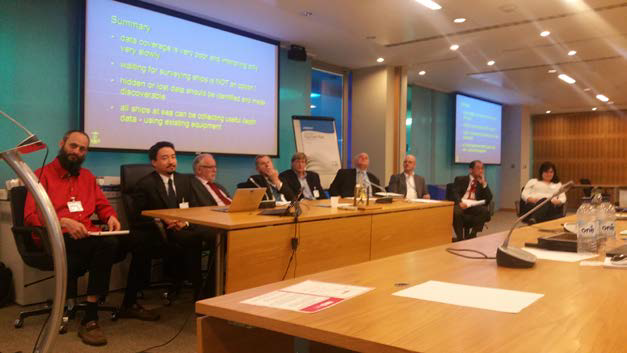 Summary
- data coverage is very poor and improving only
very slowly
- waiting for surveying ships is NOT an option!
- hidden or lost data should be identified and made
discoverable
- all ships at sea can be collecting useful depth
data - using existing equipment
one